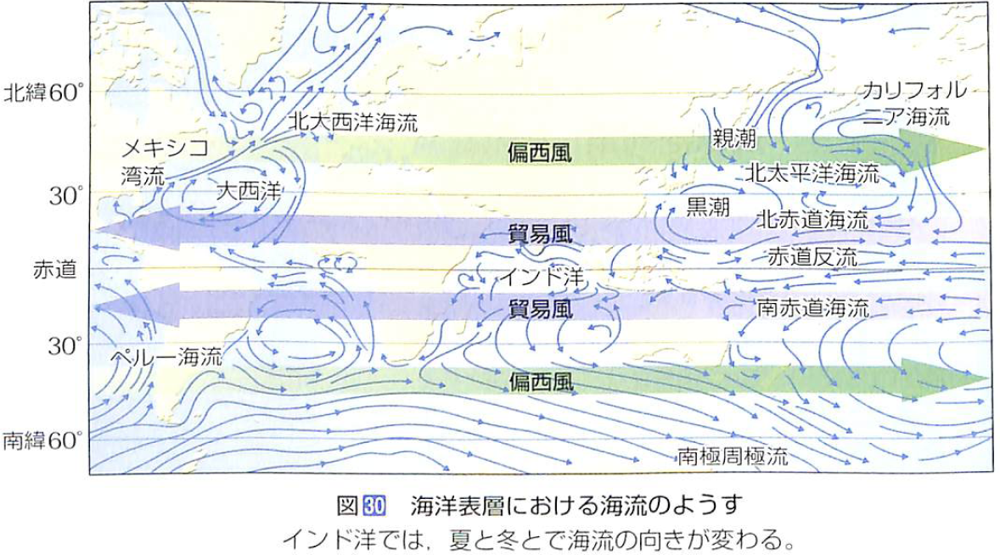 北緯60°
カリフォル
ニア海流
北大西洋海流
親潮
メキシコ
湾流
偏西風
北太平洋海流
30°
大西洋
黒潮
北赤道海流
貿易風
赤道反流
赤道
インド洋
貿易風
南赤道海流
30°
ペルー海流
偏西風
南緯60°
南極周極流
図30 海洋表層における海流のようす
インド洋では，夏と冬とで海流の向きが変わる。